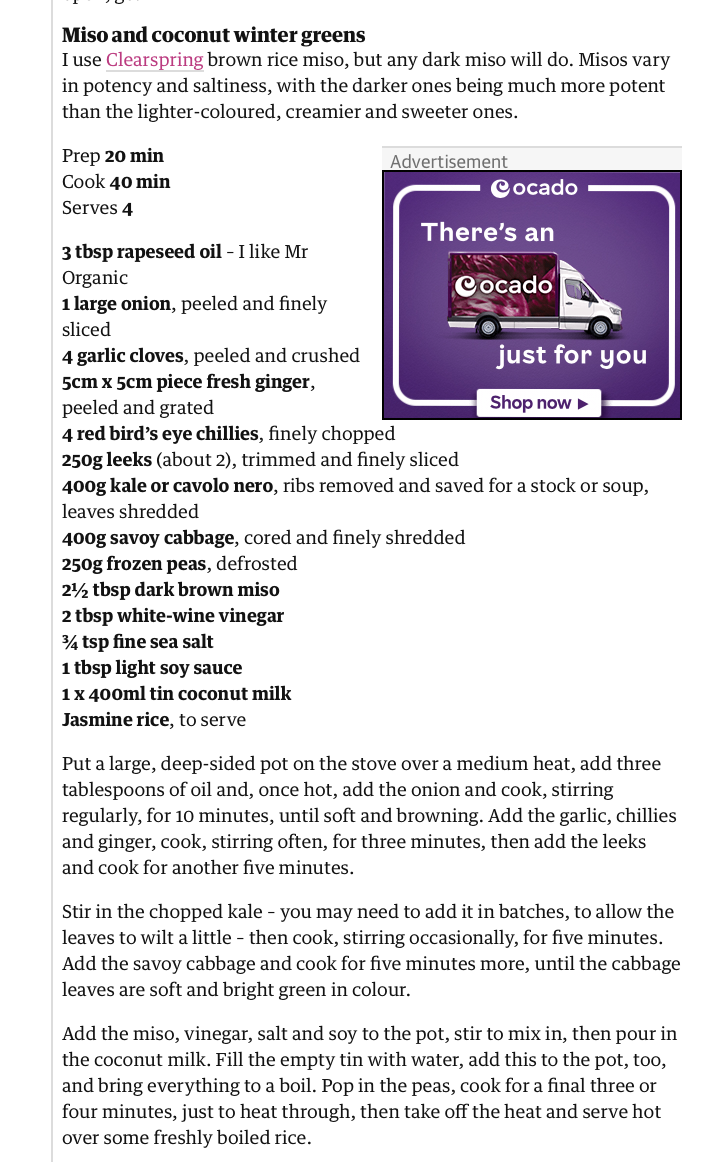 Miso and coconut winter greens
I use Clearspring brown rice miso, but any dark miso will do. Misos vary
in potency and saltiness, with the darker ones being much more potent
than the lighter-coloured, creamier and sweeter ones.
Prep 20 min
Cook 40 min
Serves 4
3 tbsp rapeseed oil – I like Mr
Organic
1 large onion, peeled and finely
sliced
4 garlic cloves, peeled and crushed
5cm x 5cm piece fresh ginger,
peeled and grated
4 red bird’s eye chillies, finely chopped
250g leeks (about 2), trimmed and finely sliced
400g kale or cavolo nero, ribs removed and saved for a stock or soup,
leaves shredded
400g savoy cabbage, cored and finely shredded
250g frozen peas, defrosted
2½ tbsp dark brown miso
2 tbsp white-wine vinegar
¾ tsp fine sea salt
1 tbsp light soy sauce
1 x 400ml tin coconut milk
Jasmine rice, to serve
Advertisement
ocado
There’s an
ocado
just for you
Shop now ▶
Put a large, deep-sided pot on the stove over a medium heat, add three
tablespoons of oil and, once hot, add the onion and cook, stirring
regularly, for 10 minutes, until soft and browning. Add the garlic, chillies
and ginger, cook, stirring often, for three minutes, then add the leeks
and cook for another five minutes.
Stir in the chopped kale – you may need to add it in batches, to allow the
leaves to wilt a little – then cook, stirring occasionally, for five minutes.
Add the savoy cabbage and cook for five minutes more, until the cabbage
leaves are soft and bright green in colour.
Add the miso, vinegar, salt and soy to the pot, stir to mix in, then pour in
the coconut milk. Fill the empty tin with water, add this to the pot, too,
and bring everything to a boil. Pop in the peas, cook for a final three or
four minutes, just to heat through, then take off the heat and serve hot
over some freshly boiled rice.